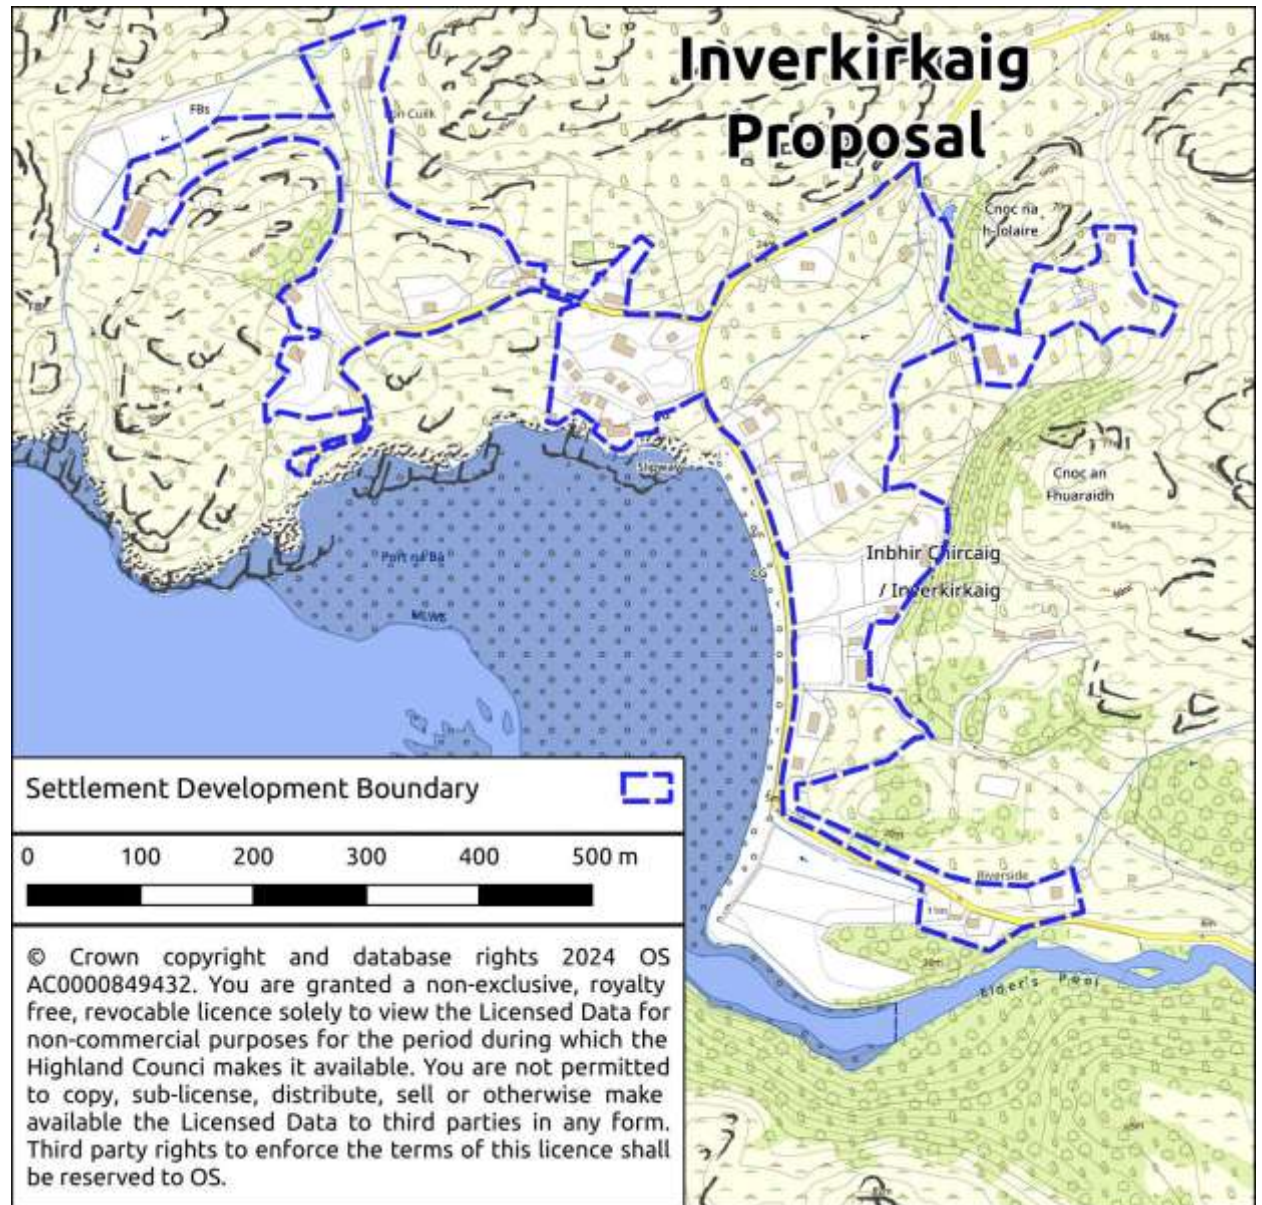 Inverkirkaig
Proposal
FBs
Cnoc na
h-Iolaire
Slipway
Cnoc an
Fhuaraidh
Port na Bà
MLWS
CG
Inbhir Chircaig
/ Inverkirkaig
Riverside
11m
Elder's Pool
Settlement Development Boundary
0 100 200 300 400 500 m
© Crown copyright and database rights 2024 OS
AC0000849432. You are granted a non-exclusive, royalty
free, revocable licence solely to view the Licensed Data for
non-commercial purposes for the period during which the
Highland Counci makes it available. You are not permitted
to copy, sub-license, distribute, sell or otherwise make
available the Licensed Data to third parties in any form.
Third party rights to enforce the terms of this licence shall
be reserved to OS.